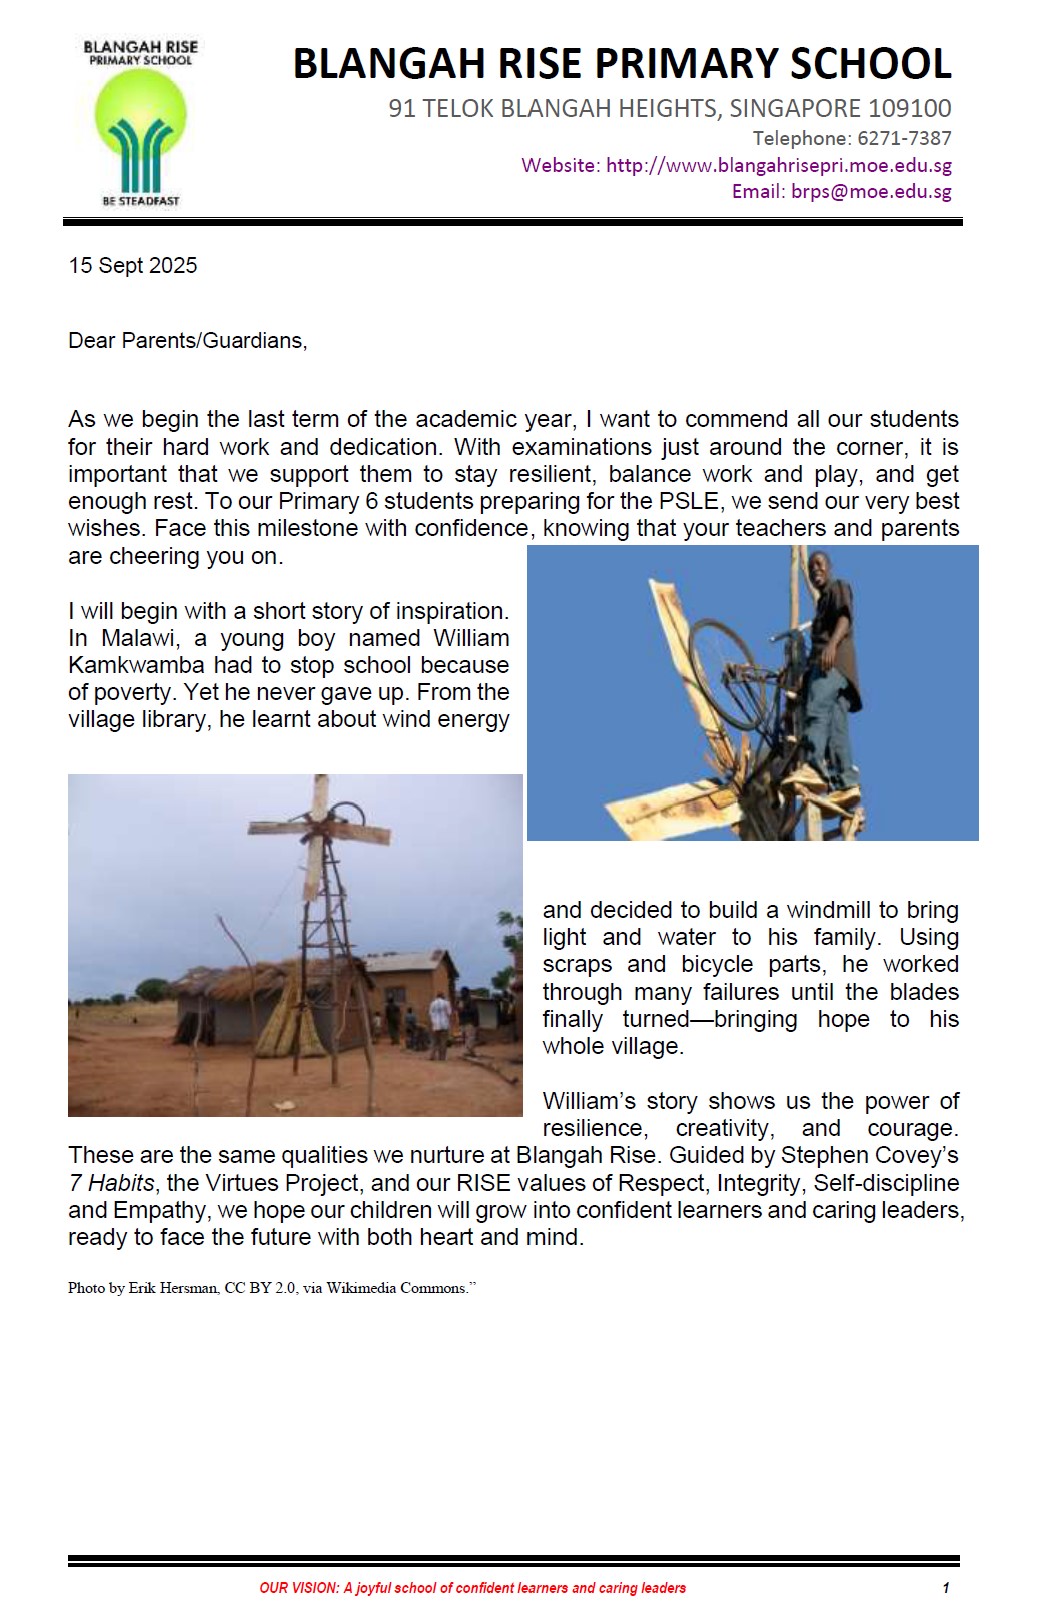 BLANGAH RISE
PRIMARY SCHOOL
BE STEADFAST
BLANGAH RISE PRIMARY SCHOOL
91 TELOK BLANGAH HEIGHTS, SINGAPORE 109100
Telephone: 6271-7387
Website: http://www.blangahrisepri.moe.edu.sg
Email: brps@moe.edu.sg
15 Sept 2025
Dear Parents/Guardians,
As we begin the last term of the academic year, I want to commend all our students
for their hard work and dedication. With examinations just around the corner, it is
important that we support them to stay resilient, balance work and play, and get
enough rest. To our Primary 6 students preparing for the PSLE, we send our very best
wishes. Face this milestone with confidence, knowing that your teachers and parents
are cheering you on.
I will begin with a short story of inspiration.
In Malawi, a young boy named William
Kamkwamba had to stop school because
of poverty. Yet he never gave up. From the
village library, he learnt about wind energy
and decided to build a windmill to bring
light and water to his family. Using
scraps and bicycle parts, he worked
through many failures until the blades
finally turned—bringing hope to his
whole village.
William’s story shows us the power of
resilience, creativity, and courage.
These are the same qualities we nurture at Blangah Rise. Guided by Stephen Covey’s
7 Habits, the Virtues Project, and our RISE values of Respect, Integrity, Self-discipline
and Empathy, we hope our children will grow into confident learners and caring leaders,
ready to face the future with both heart and mind.
Photo by Erik Hersman, CC BY 2.0, via Wikimedia Commons.”
OUR VISION: A joyful school of confident learners and caring leaders
1